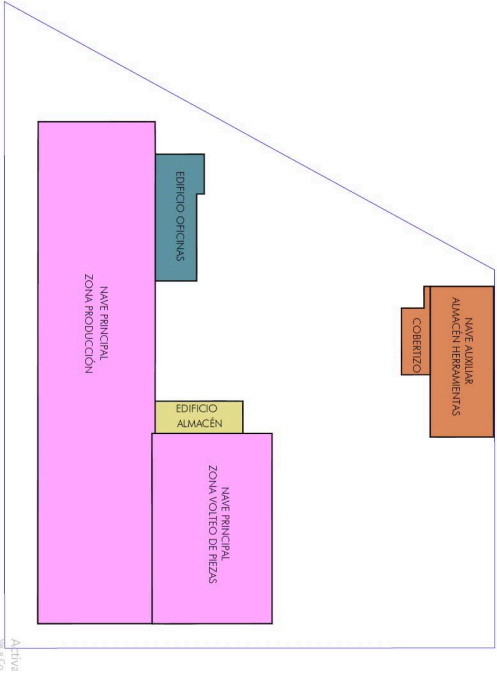 EDIFICIO OFICINAS
NAVE PRINCIPAL
ZONA PRODUCCIÓN
EDIFICIO
ALMACÉN
NAVE PRINCIPAL
ZONA VOLTEO DE PIEZAS
NAVE AUXILIAR
ALMACÉN HERRAMIENTAS
COBERTIZO
Activa